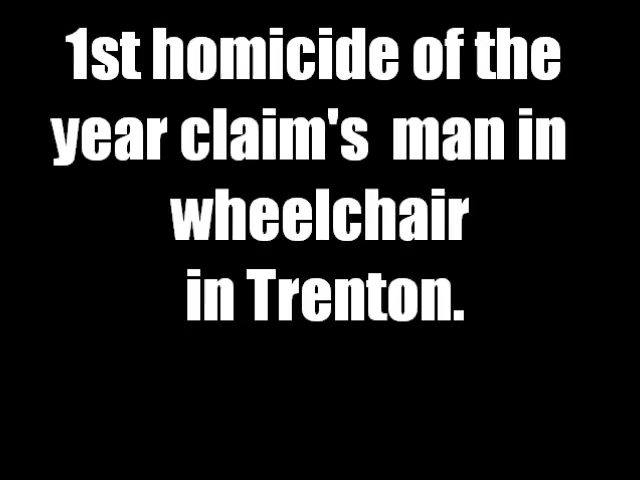 1st homicide of the
year claim's man in
wheelchair
in Trenton.